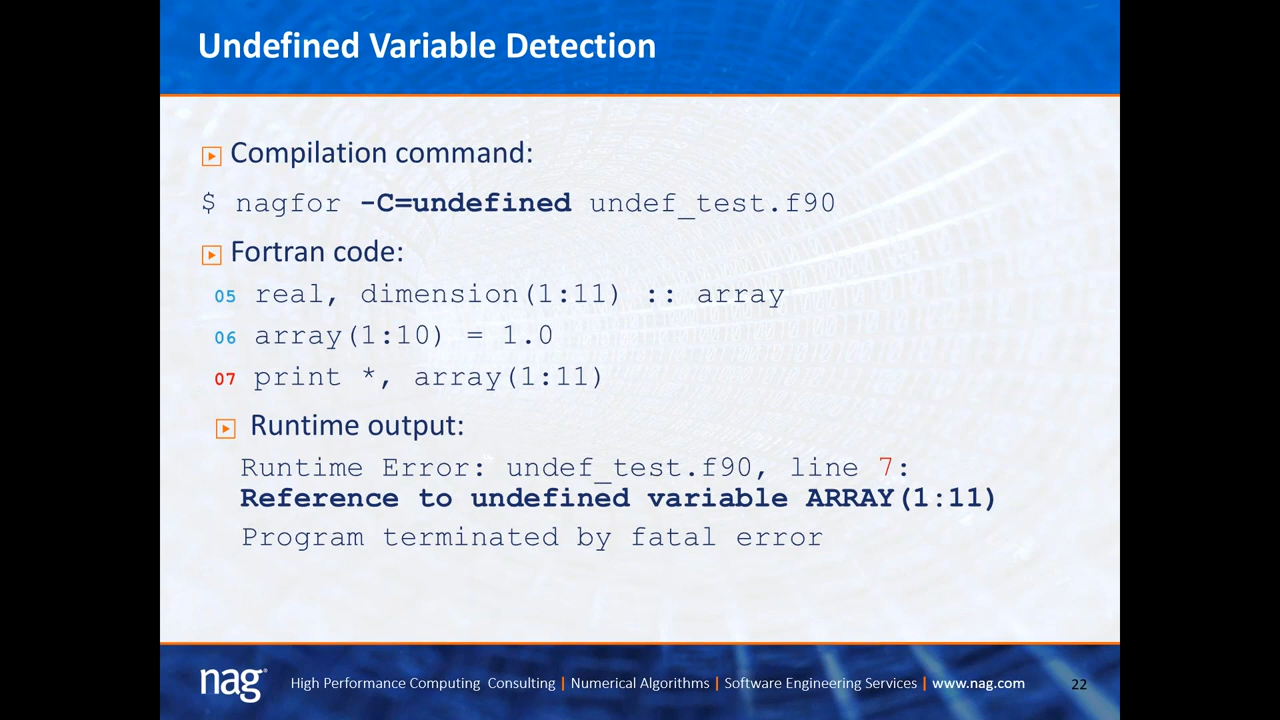 Undefined Variable Detection
Compilation command:
$ nagfor -C=undefined undef_test.f90
Fortran code:
05 real, dimension(1:11) :: array
06 array(1:10) = 1.0
07 print *, array(1:11)
Runtime output:
Runtime Error: undef_test.f90, line 7:
Reference to undefined variable ARRAY(1:11)
Program terminated by fatal error
nag® High Performance Computing Consulting | Numerical Algorithms | Software Engineering Services | www.nag.com 22